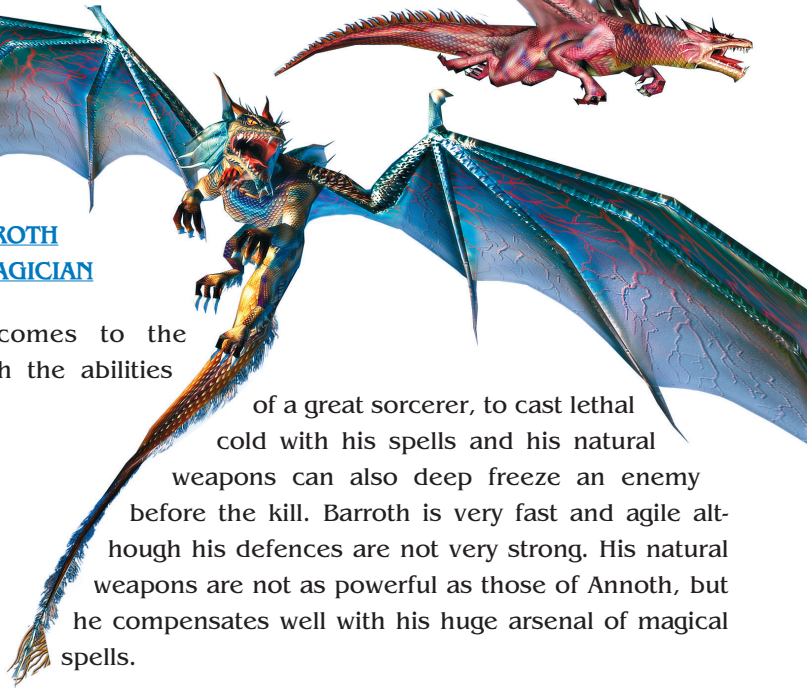 ROTH
AGICIAN
comes to the
h the abilities
of a great sorcerer, to cast lethal
cold with his spells and his natural
weapons can also deep freeze an enemy
before the kill. Barroth is very fast and agile alt-
hough his defences are not very strong. His natural
weapons are not as powerful as those of Annoth, but
he compensates well with his huge arsenal of magical
spells.